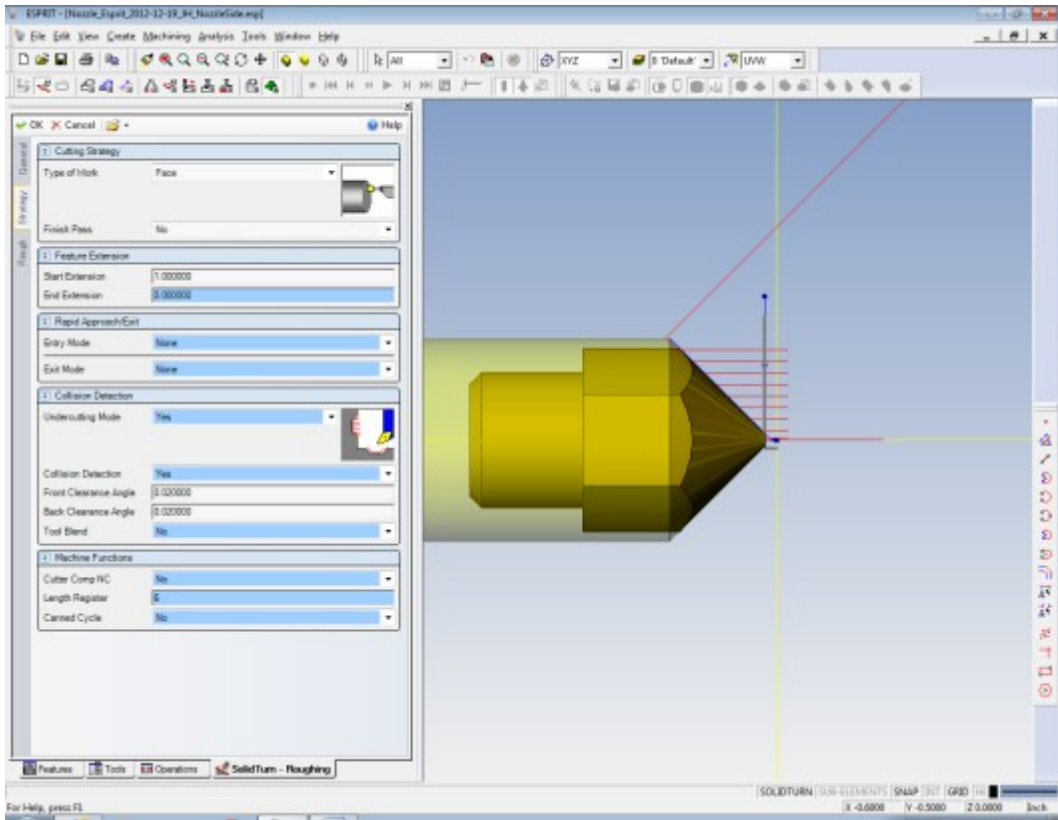 ESPRIT - [Nozzle_Esprit_2012-12-19_JH_NozzleSide.esp]
File Edit View Create Machining Analysis Tools Window Help
All XYZ 0 'Default' UVW
OK Cancel Help
General
Strategy
Rough
Cutting Strategy
Type of Work Face
Finish Pass No
Feature Extension
Start Extension 1.000000
End Extension 0.000000
Rapid Approach/Exit
Entry Mode None
Exit Mode None
Collision Detection
Undercutting Mode Yes
Collision Detection Yes
Front Clearance Angle 0.020000
Back Clearance Angle 0.020000
Tool Blend No
Machine Functions
Cutter Comp NC No
Length Register 6
Canned Cycle No
Features Tools Operations SolidTurn - Roughing
SOLIDTURN SUB-ELEMENTS SNAP INT GRID HI
For Help, press F1 X -0.6800 Y -0.5000 Z 0.0000 Inch